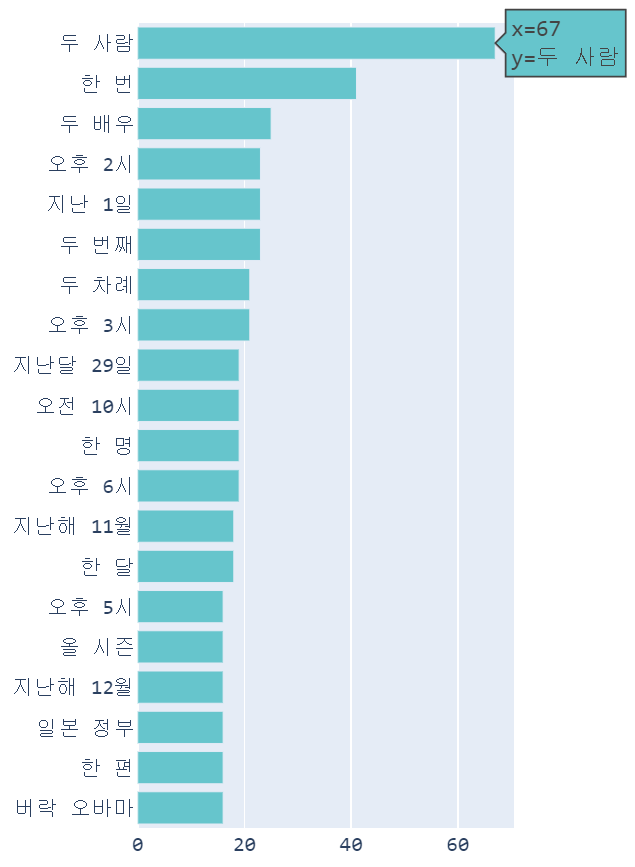 x=67
두 사람
y=두 사람
한 번
두 배우
오후 2시
지난 1일
두 번째
두 차례
오후 3시
지난달 29일
오전 10시
한 명
오후 6시
지난해 11월
한 달
오후 5시
올 시즌
지난해 12월
일본 정부
한 편
버락 오바마
0 20 40 60